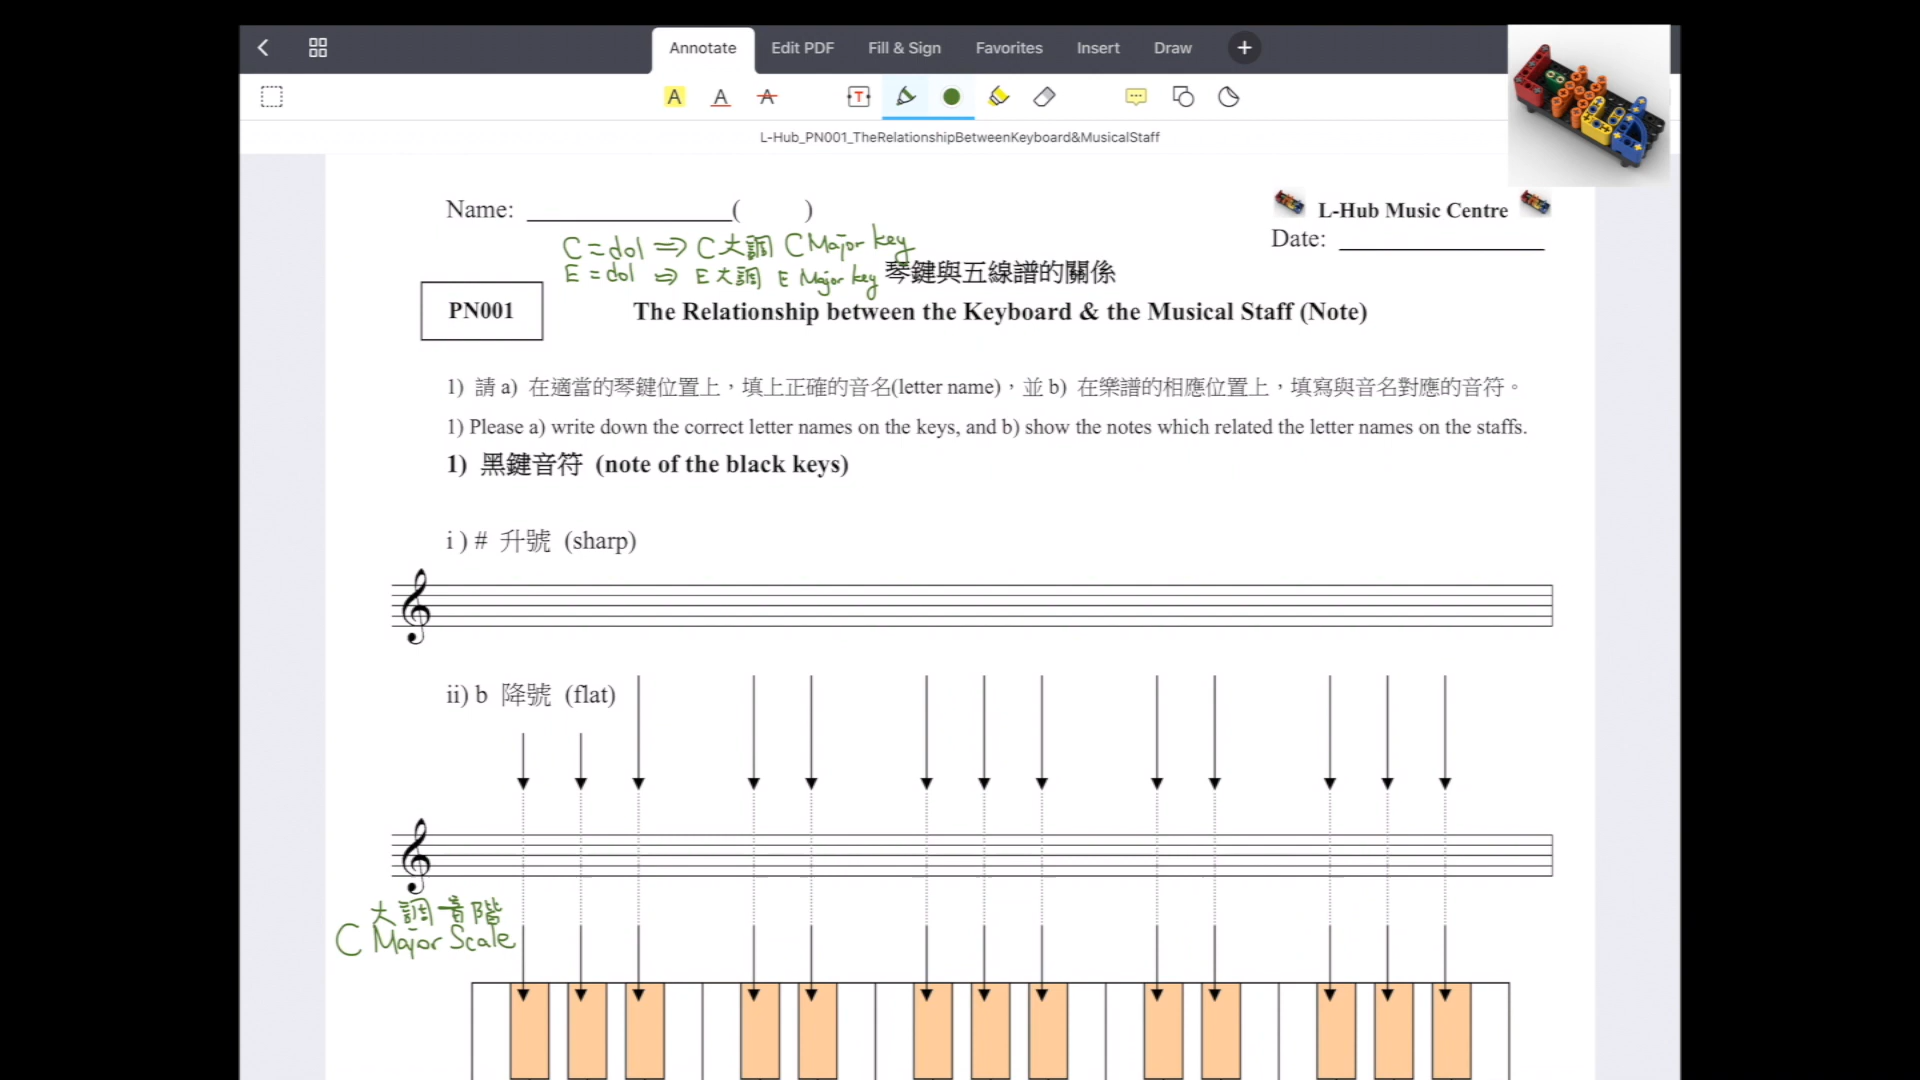 Annotate Edit PDF Fill & Sign Favorites Insert Draw
L-Hub_PN001_TheRelationshipBetweenKeyboard&MusicalStaff
Name: ________________( )
L-Hub Music Centre
Date: ________________
C=dol ⇒ C大調 C Major key
E=dol ⇒ E大調 E Major key
琴鍵與五線譜的關係
PN001
The Relationship between the Keyboard & the Musical Staff (Note)
1) 請 a) 在適當的琴鍵位置上，填上正確的音名(letter name)，並 b) 在樂譜的相應位置上，填寫與音名對應的音符。
1) Please a) write down the correct letter names on the keys, and b) show the notes which related the letter names on the staffs.
1) 黑鍵音符 (note of the black keys)
i ) # 升號 (sharp)
ii) b 降號 (flat)
大調音階
C Major Scale